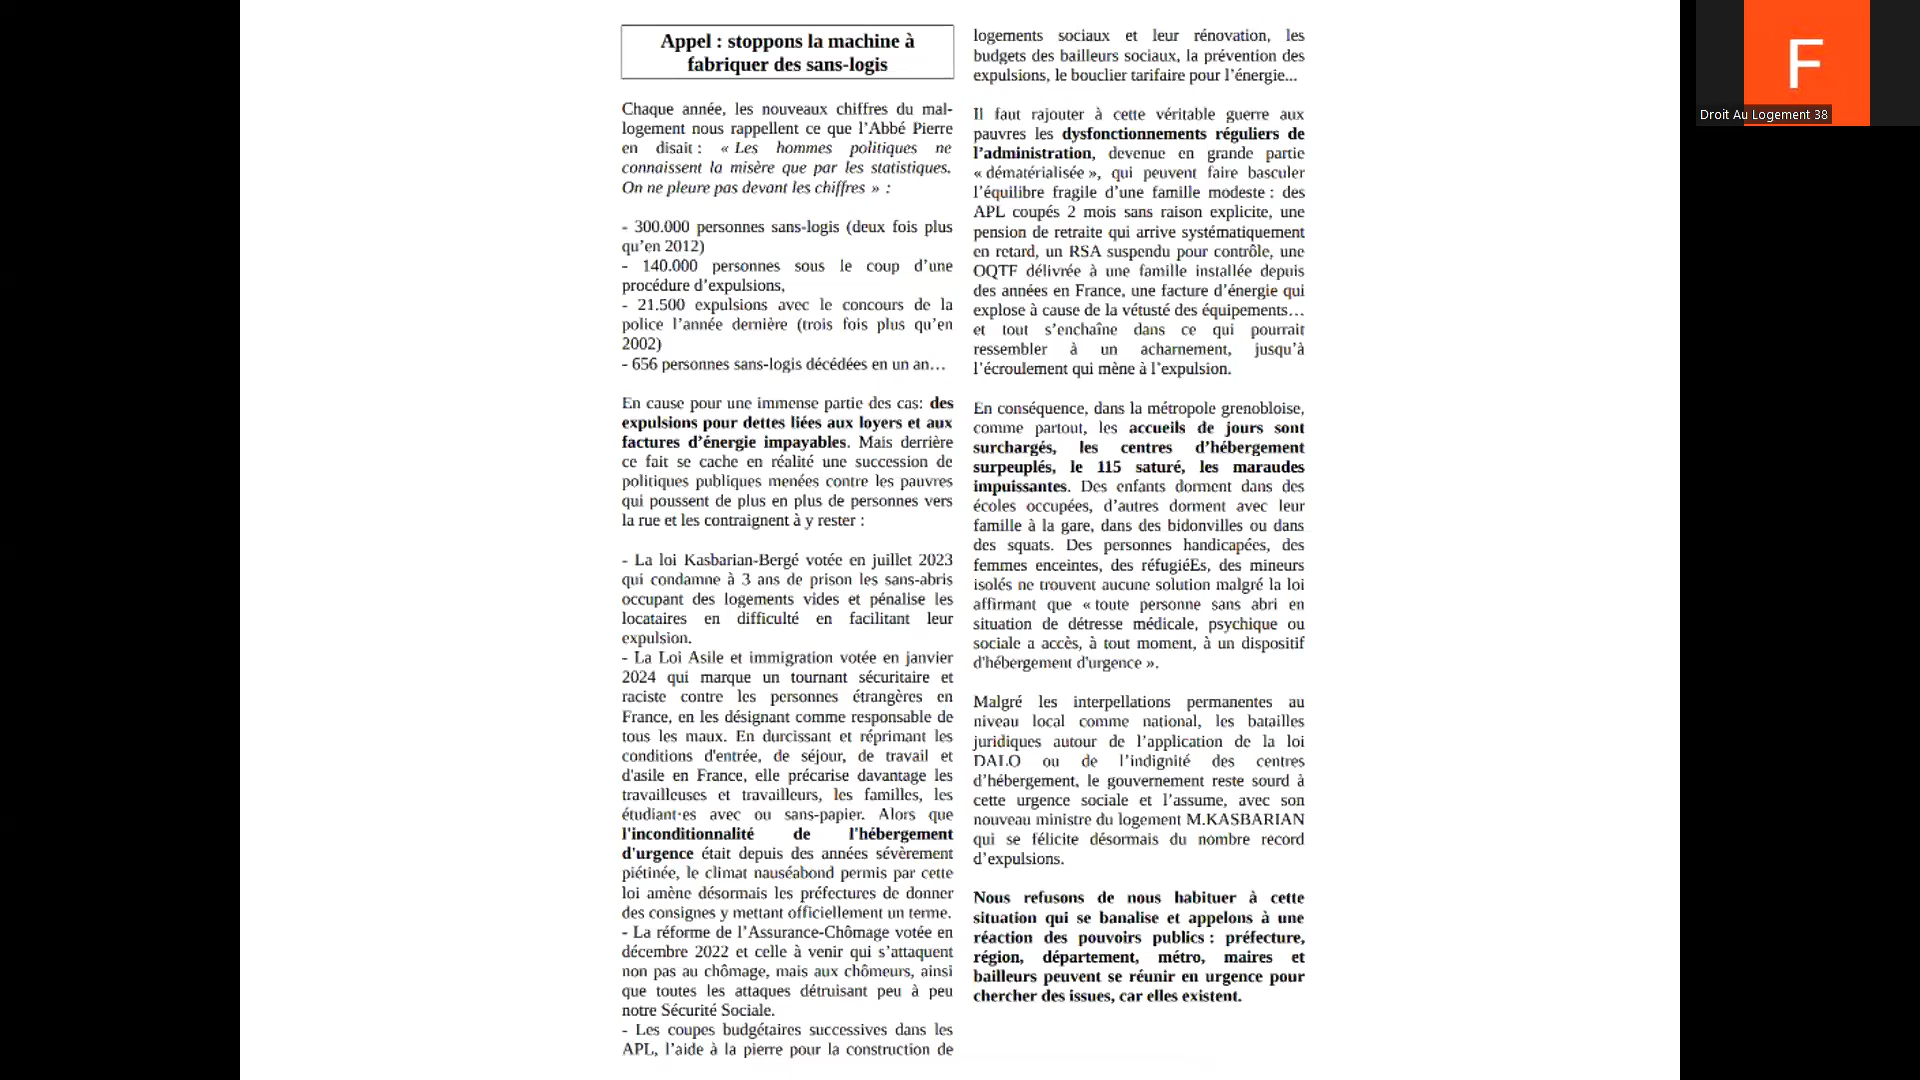 Appel : stoppons la machine à
fabriquer des sans-logis
Chaque année, les nouveaux chiffres du mal-
logement nous rappellent ce que l’Abbé Pierre
en disait : « Les hommes politiques ne
connaissent la misère que par les statistiques.
On ne pleure pas devant les chiffres » :
- 300.000 personnes sans-logis (deux fois plus
qu’en 2012)
- 140.000 personnes sous le coup d’une
procédure d’expulsions,
- 21.500 expulsions avec le concours de la
police l’année dernière (trois fois plus qu’en
2002)
- 656 personnes sans-logis décédées en un an…
En cause pour une immense partie des cas: des
expulsions pour dettes liées aux loyers et aux
factures d’énergie impayables. Mais derrière
ce fait se cache en réalité une succession de
politiques publiques menées contre les pauvres
qui poussent de plus en plus de personnes vers
la rue et les contraignent à y rester :
- La loi Kasbarian-Bergé votée en juillet 2023
qui condamne à 3 ans de prison les sans-abris
occupant des logements vides et pénalise les
locataires en difficulté en facilitant leur
expulsion.
- La Loi Asile et immigration votée en janvier
2024 qui marque un tournant sécuritaire et
raciste contre les personnes étrangères en
France, en les désignant comme responsable de
tous les maux. En durcissant et réprimant les
conditions d'entrée, de séjour, de travail et
d'asile en France, elle précarise davantage les
travailleuses et travailleurs, les familles, les
étudiant·es avec ou sans-papier. Alors que
l'inconditionnalité de l'hébergement
d'urgence était depuis des années sévèrement
piétinée, le climat nauséabond permis par cette
loi amène désormais les préfectures de donner
des consignes y mettant officiellement un terme.
- La réforme de l’Assurance-Chômage votée en
décembre 2022 et celle à venir qui s’attaquent
non pas au chômage, mais aux chômeurs, ainsi
que toutes les attaques détruisant peu à peu
notre Sécurité Sociale.
- Les coupes budgétaires successives dans les
APL, l’aide à la pierre pour la construction de
logements sociaux et leur rénovation, les
budgets des bailleurs sociaux, la prévention des
expulsions, le bouclier tarifaire pour l’énergie...
Il faut rajouter à cette véritable guerre aux
pauvres les dysfonctionnements réguliers de
l’administration, devenue en grande partie
« dématérialisée », qui peuvent faire basculer
l’équilibre fragile d’une famille modeste : des
APL coupés 2 mois sans raison explicite, une
pension de retraite qui arrive systématiquement
en retard, un RSA suspendu pour contrôle, une
OQTF délivrée à une famille installée depuis
des années en France, une facture d’énergie qui
explose à cause de la vétusté des équipements…
et tout s’enchaîne dans ce qui pourrait
ressembler à un acharnement, jusqu’à
l’écroulement qui mène à l’expulsion.
En conséquence, dans la métropole grenobloise,
comme partout, les accueils de jours sont
surchargés, les centres d’hébergement
surpeuplés, le 115 saturé, les maraudes
impuissantes. Des enfants dorment dans des
écoles occupées, d’autres dorment avec leur
famille à la gare, dans des bidonvilles ou dans
des squats. Des personnes handicapées, des
femmes enceintes, des réfugiéEs, des mineurs
isolés ne trouvent aucune solution malgré la loi
affirmant que « toute personne sans abri en
situation de détresse médicale, psychique ou
sociale a accès, à tout moment, à un dispositif
d'hébergement d'urgence ».
Malgré les interpellations permanentes au
niveau local comme national, les batailles
juridiques autour de l’application de la loi
DALO ou de l’indignité des centres
d’hébergement, le gouvernement reste sourd à
cette urgence sociale et l’assume, avec son
nouveau ministre du logement M.KASBARIAN
qui se félicite désormais du nombre record
d’expulsions.
Nous refusons de nous habituer à cette
situation qui se banalise et appelons à une
réaction des pouvoirs publics : préfecture,
région, département, métro, maires et
bailleurs peuvent se réunir en urgence pour
chercher des issues, car elles existent.
F
Droit Au Logement 38